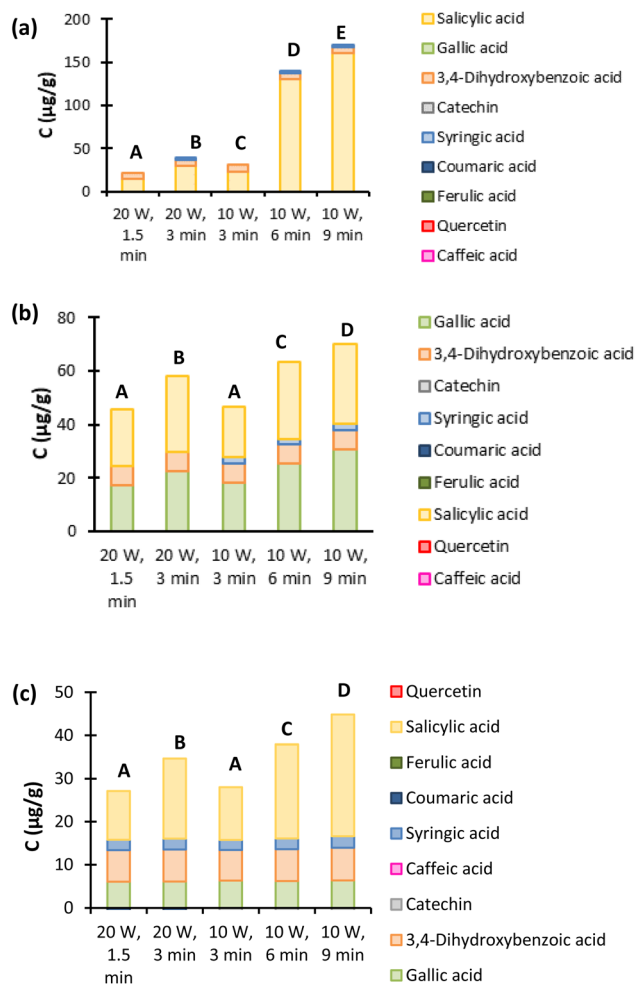 (a)
C (µg/g)
200
150
100
50
0
A
B
C
D
E
20 W, 1.5 min
20 W, 3 min
10 W, 3 min
10 W, 6 min
10 W, 9 min
Salicylic acid
Gallic acid
3,4-Dihydroxybenzoic acid
Catechin
Syringic acid
Coumaric acid
Ferulic acid
Quercetin
Caffeic acid
(b)
C (µg/g)
80
60
40
20
0
A
B
A
C
D
20 W, 1.5 min
20 W, 3 min
10 W, 3 min
10 W, 6 min
10 W, 9 min
Gallic acid
3,4-Dihydroxybenzoic acid
Catechin
Syringic acid
Coumaric acid
Ferulic acid
Salicylic acid
Quercetin
Caffeic acid
(c)
C (µg/g)
50
40
30
20
10
0
A
B
A
C
D
20 W, 1.5 min
20 W, 3 min
10 W, 3 min
10 W, 6 min
10 W, 9 min
Quercetin
Salicylic acid
Ferulic acid
Coumaric acid
Syringic acid
Caffeic acid
Catechin
3,4-Dihydroxybenzoic acid
Gallic acid